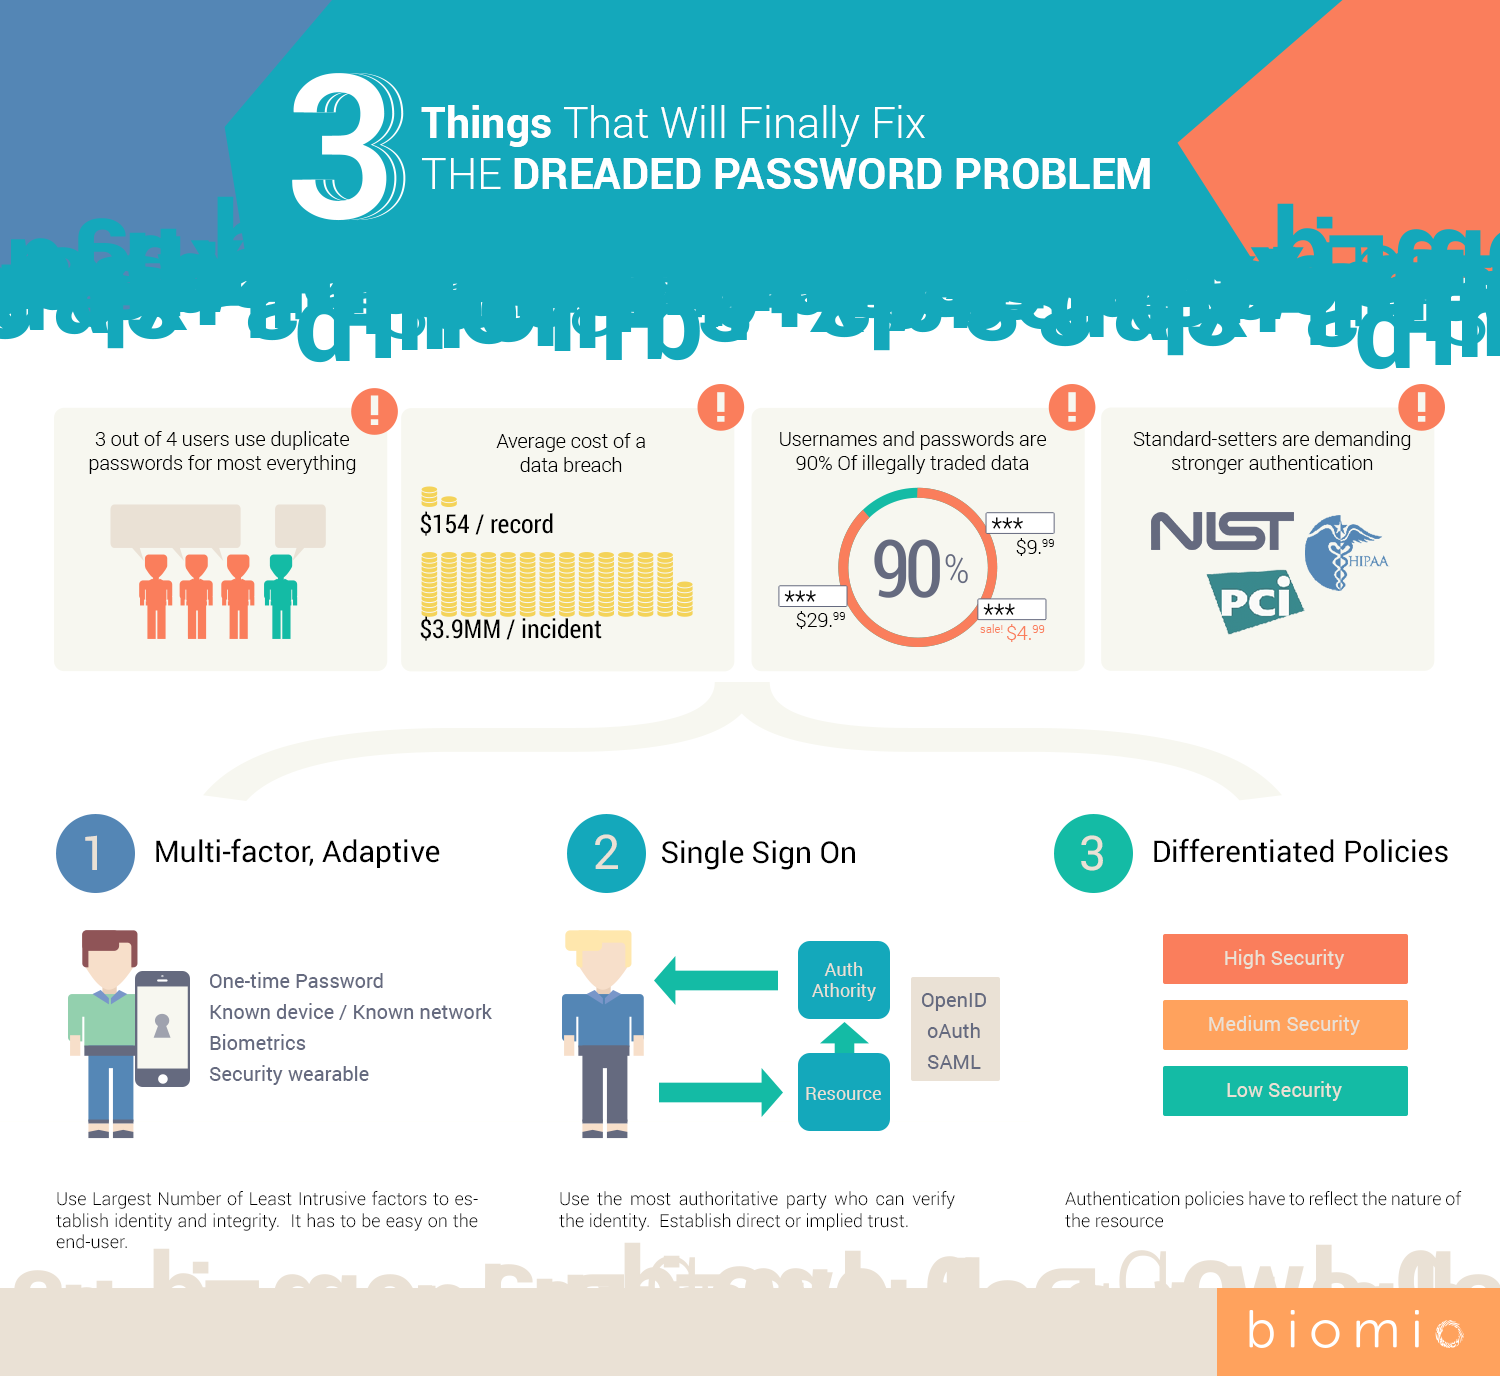 3 Things That Will Finally Fix
THE DREADED PASSWORD PROBLEM
3 out of 4 users use duplicate
passwords for most everything
Average cost of a
data breach
$154 / record
$3.9MM / incident
Usernames and passwords are
90% Of illegally traded data
90%
***
$9.99
***
$29.99
***
sale! $4.99
Standard-setters are demanding
stronger authentication
NIST
HIPAA
PCi
1 Multi-factor, Adaptive
One-time Password
Known device / Known network
Biometrics
Security wearable
Use Largest Number of Least Intrusive factors to es-
tablish identity and integrity. It has to be easy on the
end-user.
2 Single Sign On
Auth
Athority
Resource
OpenID
oAuth
SAML
Use the most authoritative party who can verify
the identity. Establish direct or implied trust.
3 Differentiated Policies
High Security
Medium Security
Low Security
Authentication policies have to reflect the nature of
the resource
biomio